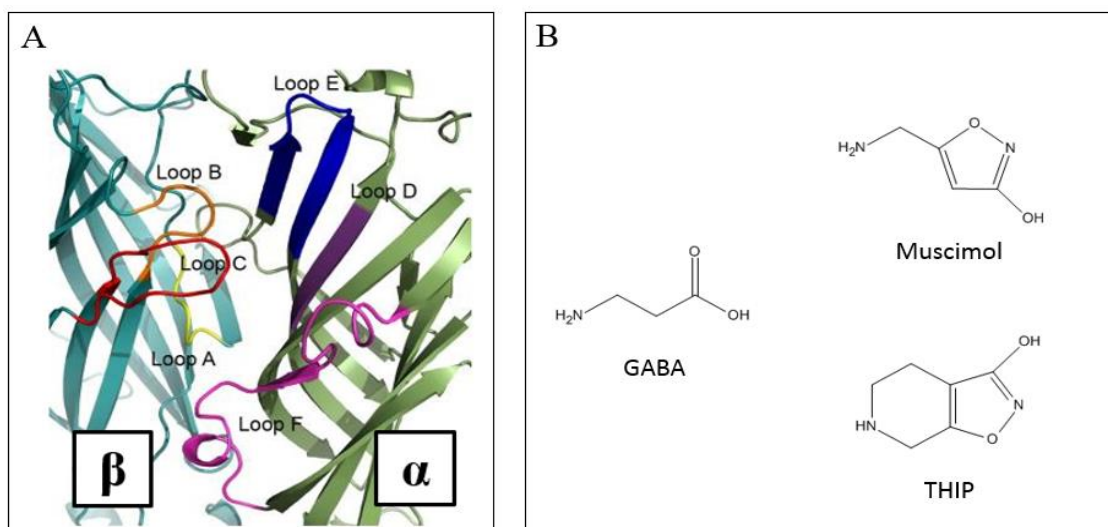 A
Loop E
Loop B
Loop D
Loop C
Loop A
Loop F
β
α
B
O
H₂N
N
OH
Muscimol
O
H₂N
OH
GABA
OH
N
HN
O
THIP